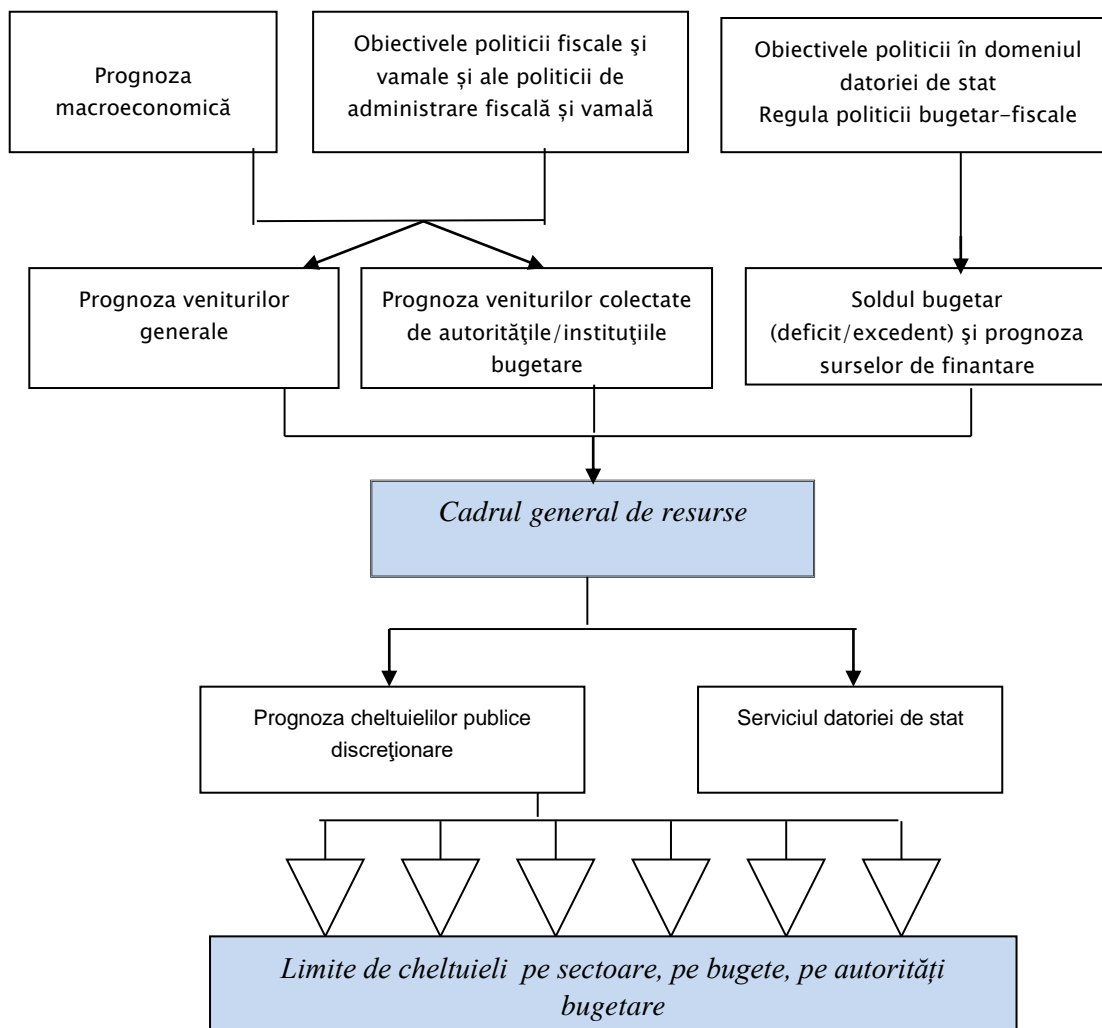 Prognoza
macroeconomică
Obiectivele politicii fiscale şi
vamale și ale politicii de
administrare fiscală și vamală
Obiectivele politicii în domeniul
datoriei de stat
Regula politicii bugetar-fiscale
Prognoza veniturilor
generale
Prognoza veniturilor colectate
de autorităţile/instituţiile
bugetare
Soldul bugetar
(deficit/excedent) şi prognoza
surselor de finantare
Cadrul general de resurse
Prognoza cheltuielilor publice
discreţionare
Serviciul datoriei de stat
Limite de cheltuieli pe sectoare, pe bugete, pe autorități
bugetare